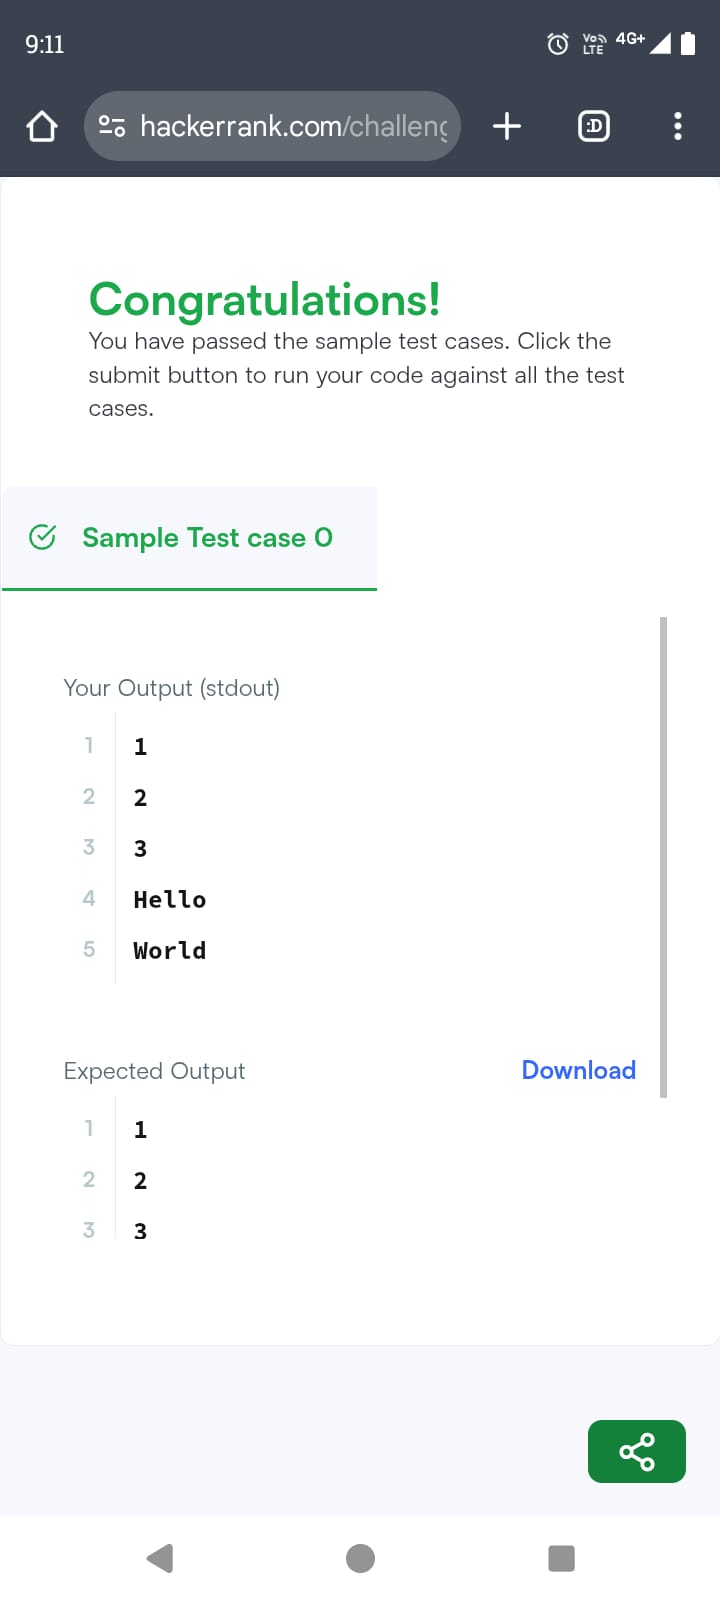 9:11
Vo))
LTE
4G+
hackerrank.com/challeng
:D
Congratulations!
You have passed the sample test cases. Click the
submit button to run your code against all the test
cases.
Sample Test case 0
Your Output (stdout)
1 1
2 2
3 3
4 Hello
5 World
Expected Output
Download
1 1
2 2
3 3